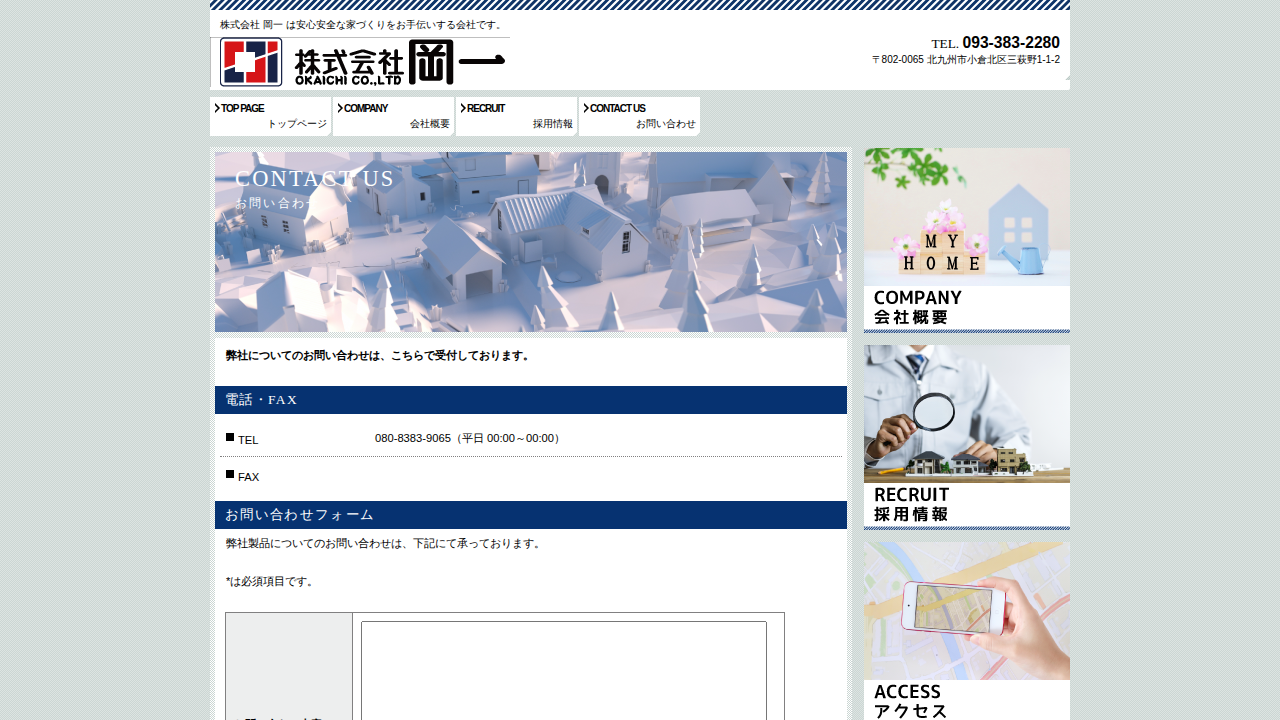 株式会社 岡一 は安心安全な家づくりをお手伝いする会社です。
株式会社岡一
OKAICHI CO.,LTD
TEL. 093-383-2280
〒802-0065 北九州市小倉北区三萩野1-1-2
TOP PAGE
トップページ
COMPANY
会社概要
RECRUIT
採用情報
CONTACT US
お問い合わせ
CONTACT US
お問い合わせ
弊社についてのお問い合わせは、こちらで受付しております。
電話・FAX
TEL 080-8383-9065（平日 00:00～00:00）
FAX
お問い合わせフォーム
弊社製品についてのお問い合わせは、下記にて承っております。
*は必須項目です。
MY
HOME
COMPANY
会社概要
RECRUIT
採用情報
ACCESS
アクセス